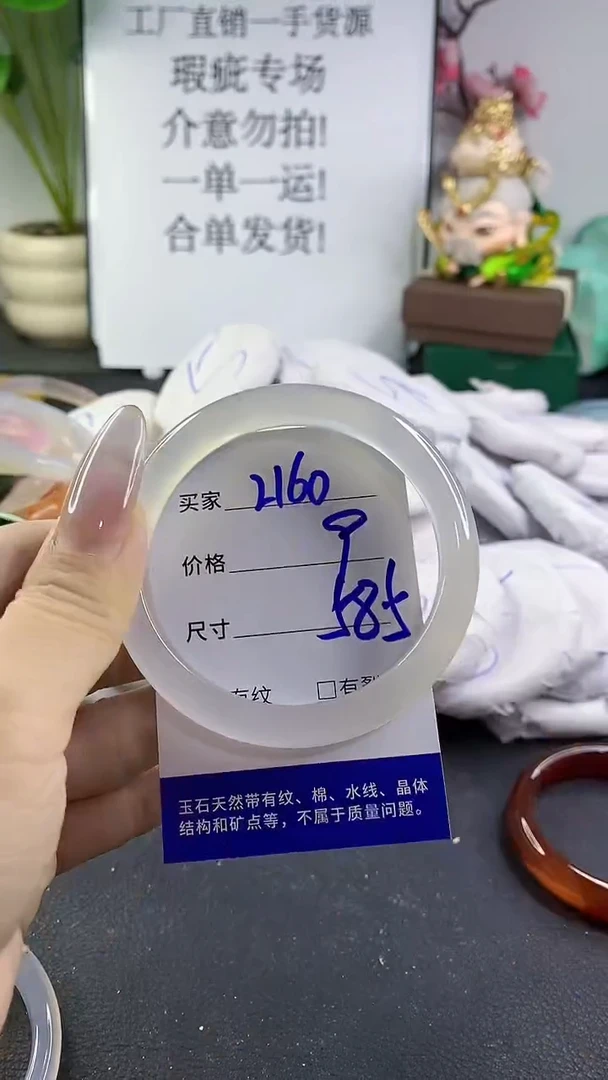 工厂直销一手货源
瑕疵专场
介意勿拍!
一单一运!
合单发货!
买家 2160
价格
尺寸 585
有纹 □有裂
玉石天然带有纹、棉、水线、晶体
结构和矿点等，不属于质量问题。